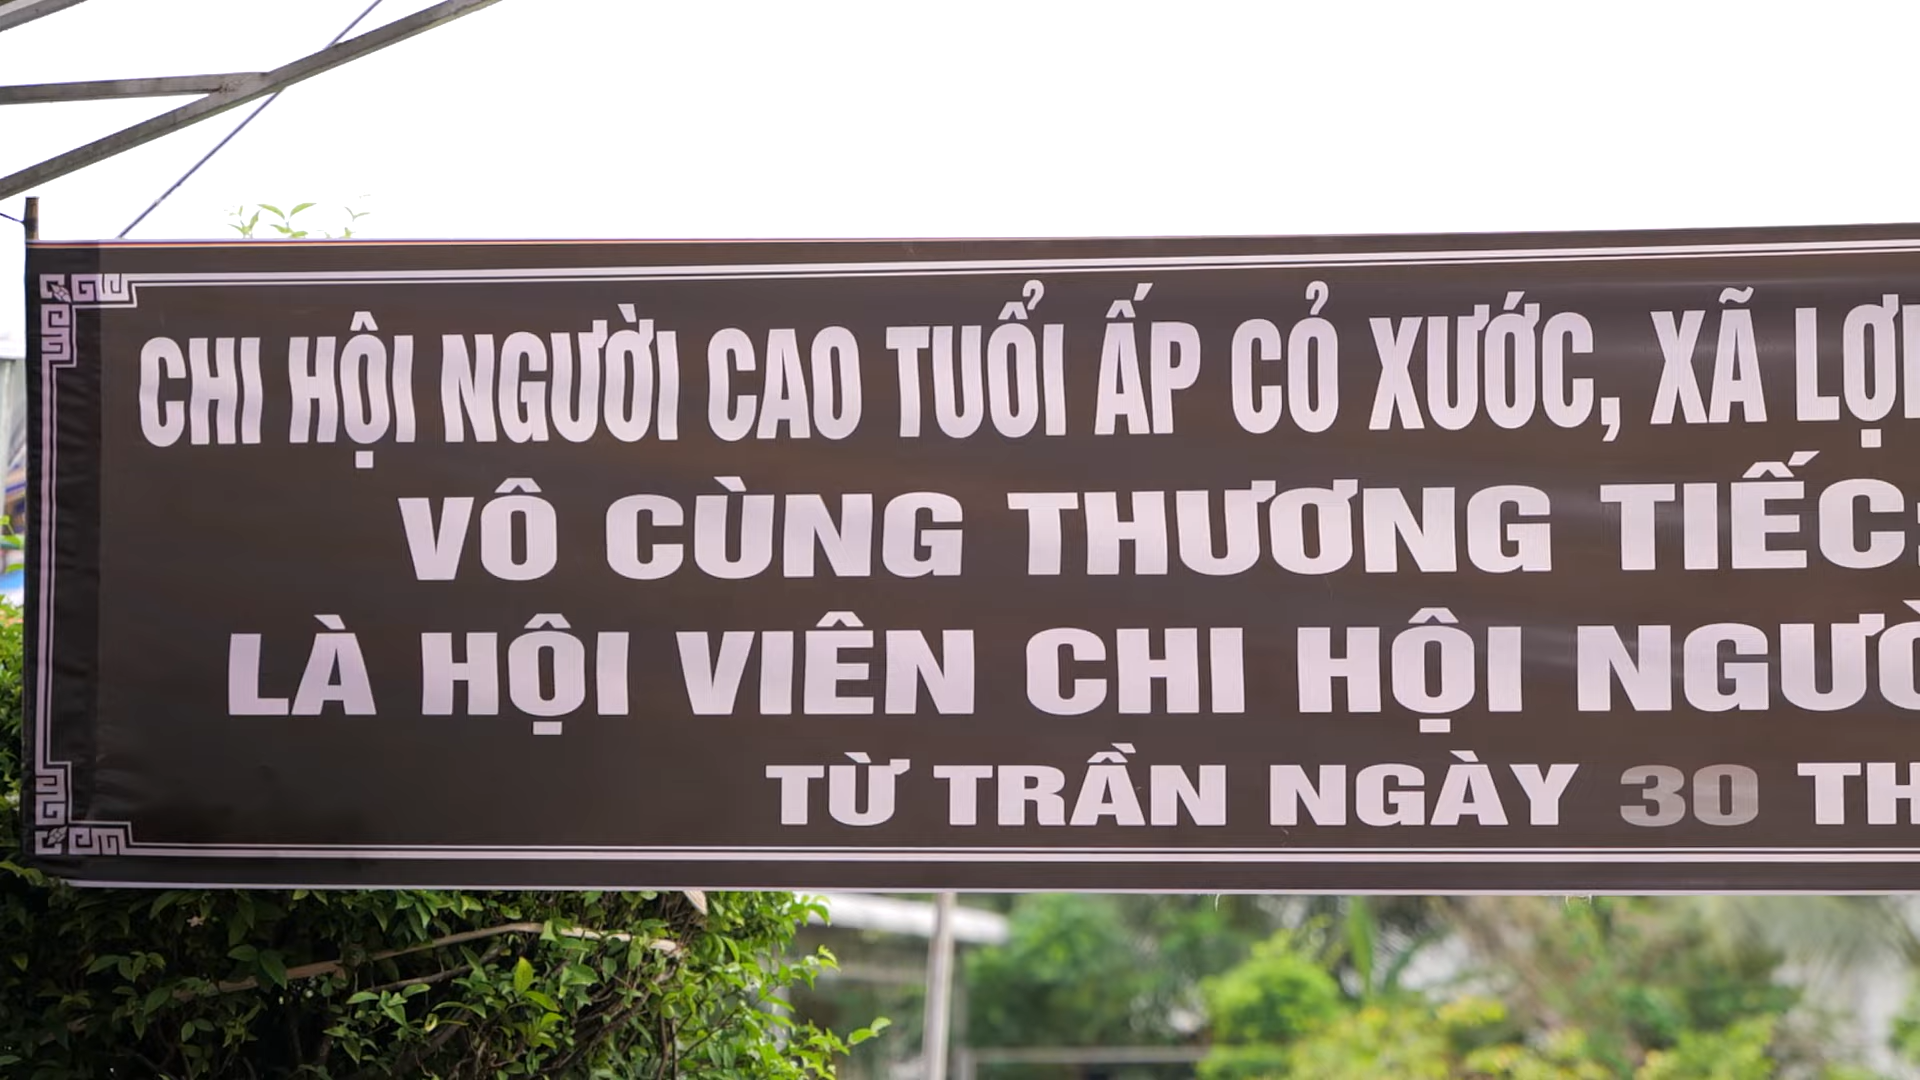 CHI HỘI NGƯỜI CAO TUỔI ẤP CỎ XƯỚC, XÃ LỢI
VÔ CÙNG THƯƠNG TIẾC:
LÀ HỘI VIÊN CHI HỘI NGƯỜ
TỪ TRẦN NGÀY 30 TH